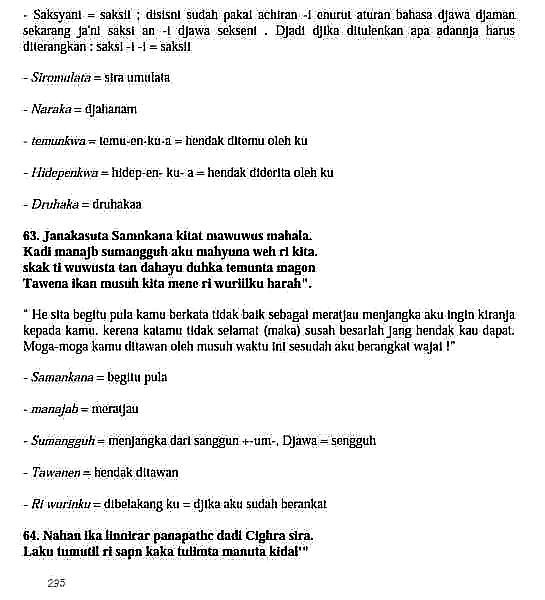 - Saksyani = saksii ; disisni sudah pakai achiran -i enurut aturan bahasa djawa djaman
sekarang ja'ni saksi an -i djawa sekseni . Djadi djika ditulenkan apa adannja harus
diterangkan : saksi -i -i = saksii
- Siromulata = sira umulata
- Naraka = djahanam
- temunkwa = temu-en-ku-a = hendak ditemu oleh ku
- Hidepenkwa = hidep-en- ku- a = hendak diderita oleh ku
- Druhaka = druhakaa
63. Janakasuta Samnkana kitat mawuwus mahala.
Kadi manajb sumangguh aku mahyuna weh ri kita.
skak ti wuwusta tan dahayu duhka temunta magon
Tawena ikan musuh kita mene ri wuriilku harah".
" He sita begitu pula kamu berkata tidak baik sebagai meratjau menjangka aku ingin kiranja
kepada kamu. kerena katamu tidak selamat (maka) susah besarlah jang hendak kau dapat.
Moga-moga kamu ditawan oleh musuh waktu ini sesudah aku berangkat wajai !"
- Samankana = begitu pula
- manajab = meratjau
- Sumangguh = menjangka dari sanggun +-um-, Djawa = sengguh
- Tawanen = hendak ditawan
- Ri wurinku = dibelakang ku = djika aku sudah berankat
64. Nahan ika linnirar panapathc dadi Cighra sira.
Laku tumutil ri sapn kaka tulimta manuta kidal'"
295